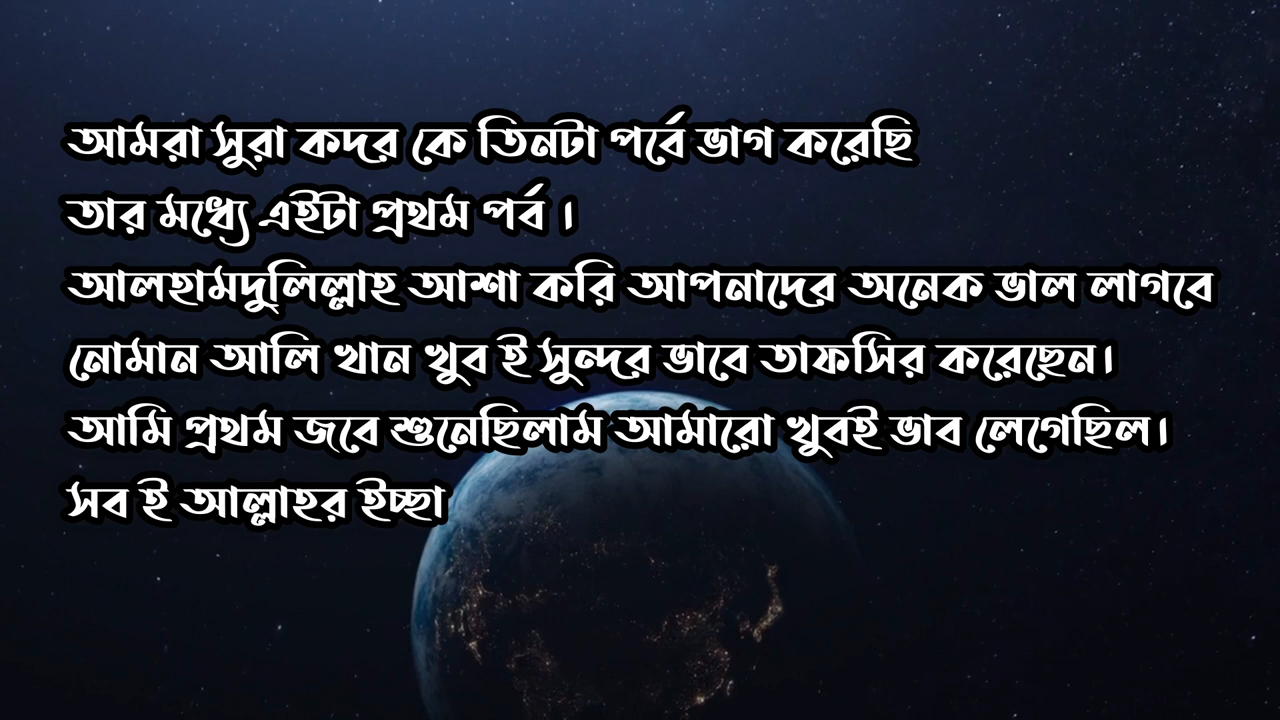 আমরা সুরা কদর কে তিনটা পর্বে ভাগ করেছি
তার মধ্যে এইটা প্রথম পর্ব ।
আলহামদুলিল্লাহ আশা করি আপনাদের অনেক ভাল লাগবে
নোমান আলি খান খুব ই সুন্দর ভাবে তাফসির করেছেন।
আমি প্রথম জবে শুনেছিলাম আমারো খুবই ভাব লেগেছিল।
সব ই আল্লাহর ইচ্ছা